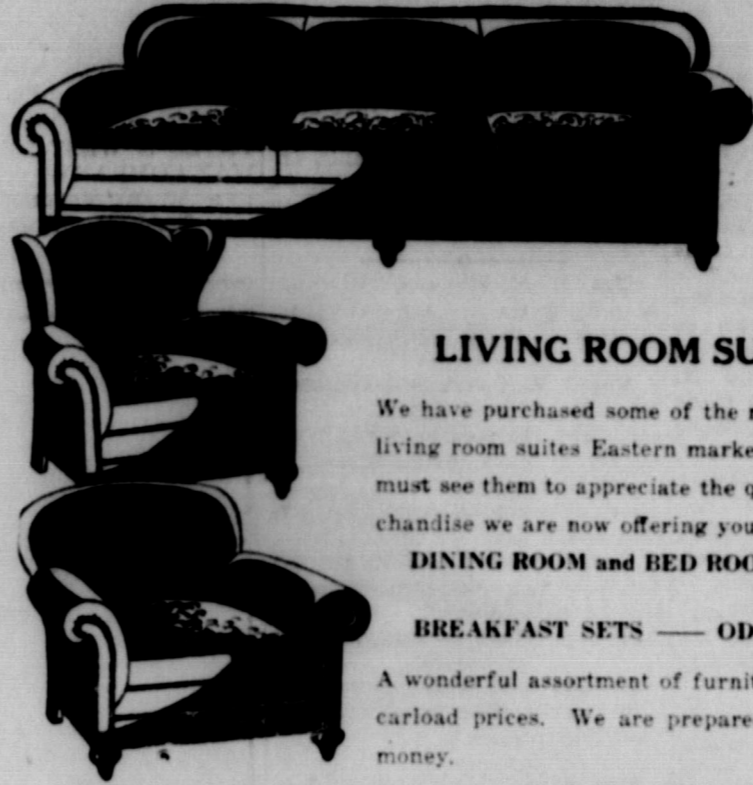 LIVING ROOM SU
We have purchased some of the
living room suites Eastern marke
must see them to appreciate the q
chandise we are now offering you
DINING ROOM and BED ROO
BREAKFAST SETS — OD
A wonderful assortment of furnit
carload prices. We are prepare
money.